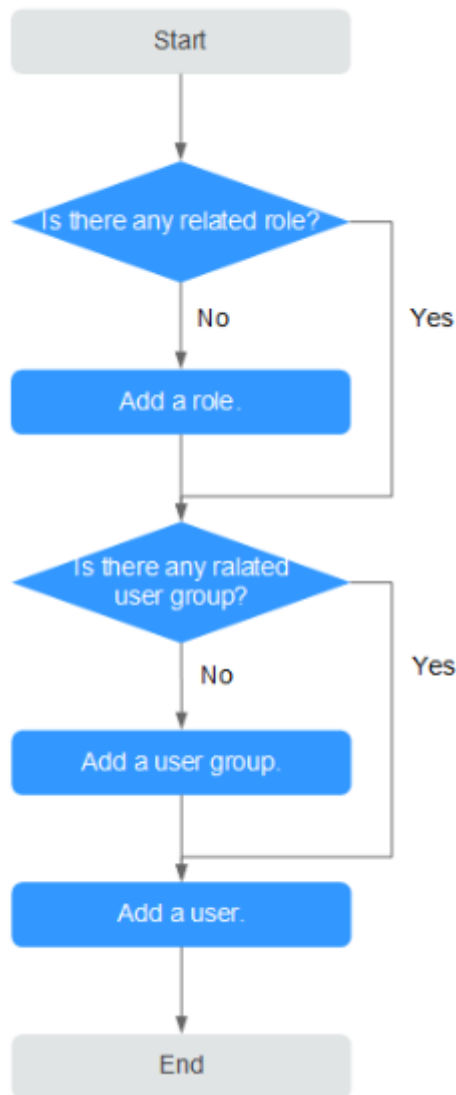 Start
Is there any related role?
No
Yes
Add a role.
Is there any ralated
user group?
Yes
No
Add a user group.
Add a user.
End